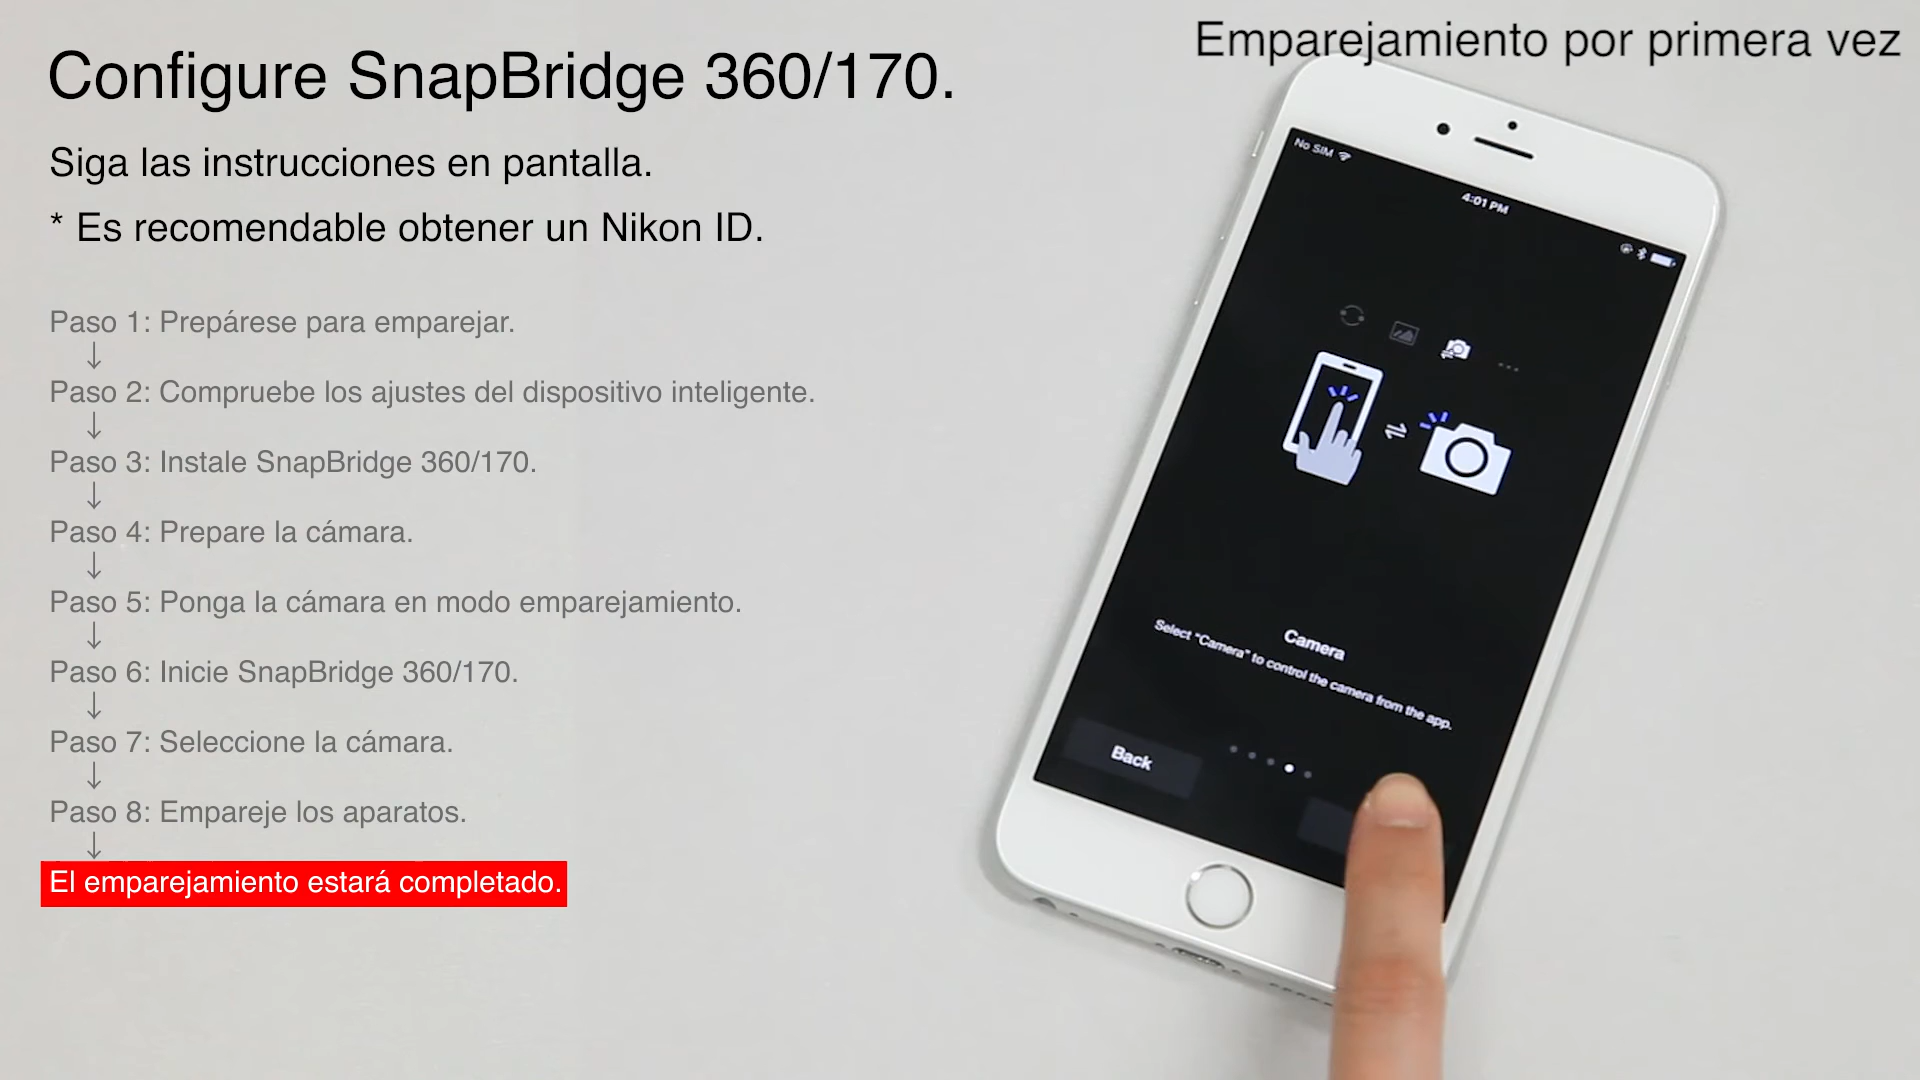 Emparejamiento por primera vez
Configure SnapBridge 360/170.
Siga las instrucciones en pantalla.
* Es recomendable obtener un Nikon ID.
Paso 1: Prepárese para emparejar.
↓
Paso 2: Compruebe los ajustes del dispositivo inteligente.
↓
Paso 3: Instale SnapBridge 360/170.
↓
Paso 4: Prepare la cámara.
↓
Paso 5: Ponga la cámara en modo emparejamiento.
↓
Paso 6: Inicie SnapBridge 360/170.
↓
Paso 7: Seleccione la cámara.
↓
Paso 8: Empareje los aparatos.
↓
El emparejamiento estará completado.
No SIM
4:01 PM
Camera
Select "Camera" to control the camera from the app.
Back